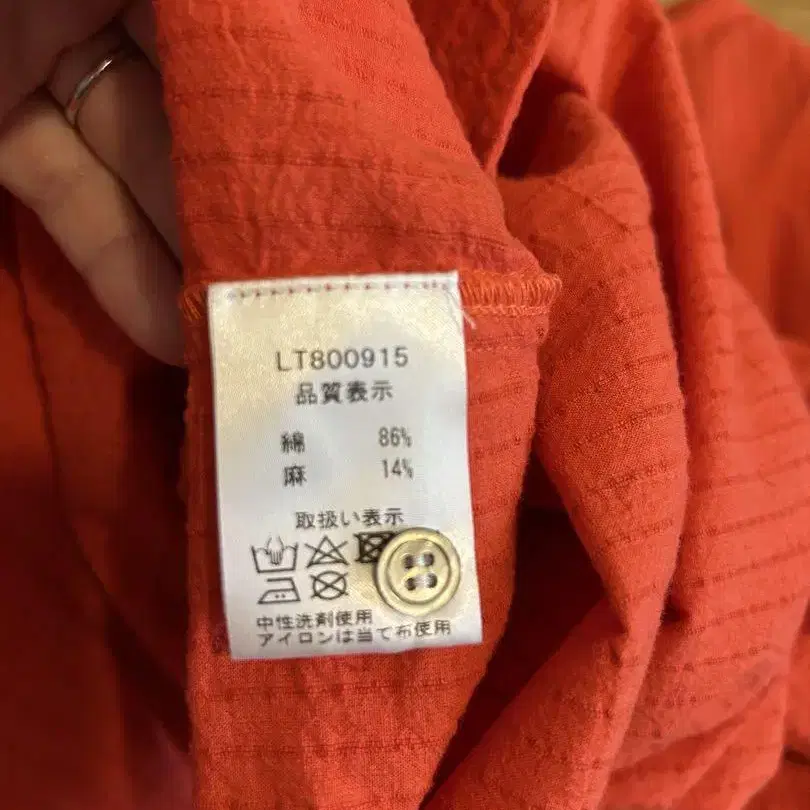 LT800915
品質表示
綿 86%
麻 14%
取扱い表示
中性洗剤使用
アイロンは当て布使用